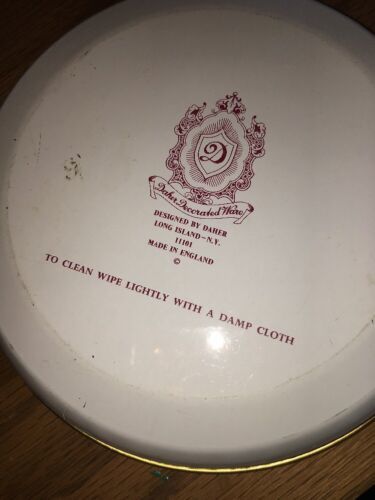 D
Daher Decorated Ware
DESIGNED BY DAHER
LONG ISLAND–N.Y.
11101
MADE IN ENGLAND
©
TO CLEAN WIPE LIGHTLY WITH A DAMP CLOTH